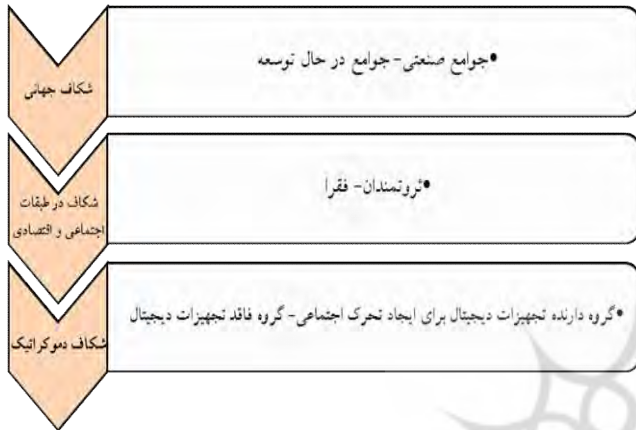 شکاف جهانی
•جوامع صنعتی- جوامع در حال توسعه
شکاف در طبقات
اجتماعی و اقتصادی
•ثروتمندان- فقرا
شکاف دموکراتیک
•گروه دارنده تجهیزات دیجیتال برای ایجاد تحرک اجتماعی- گروه فاقد تجهیزات دیجیتال